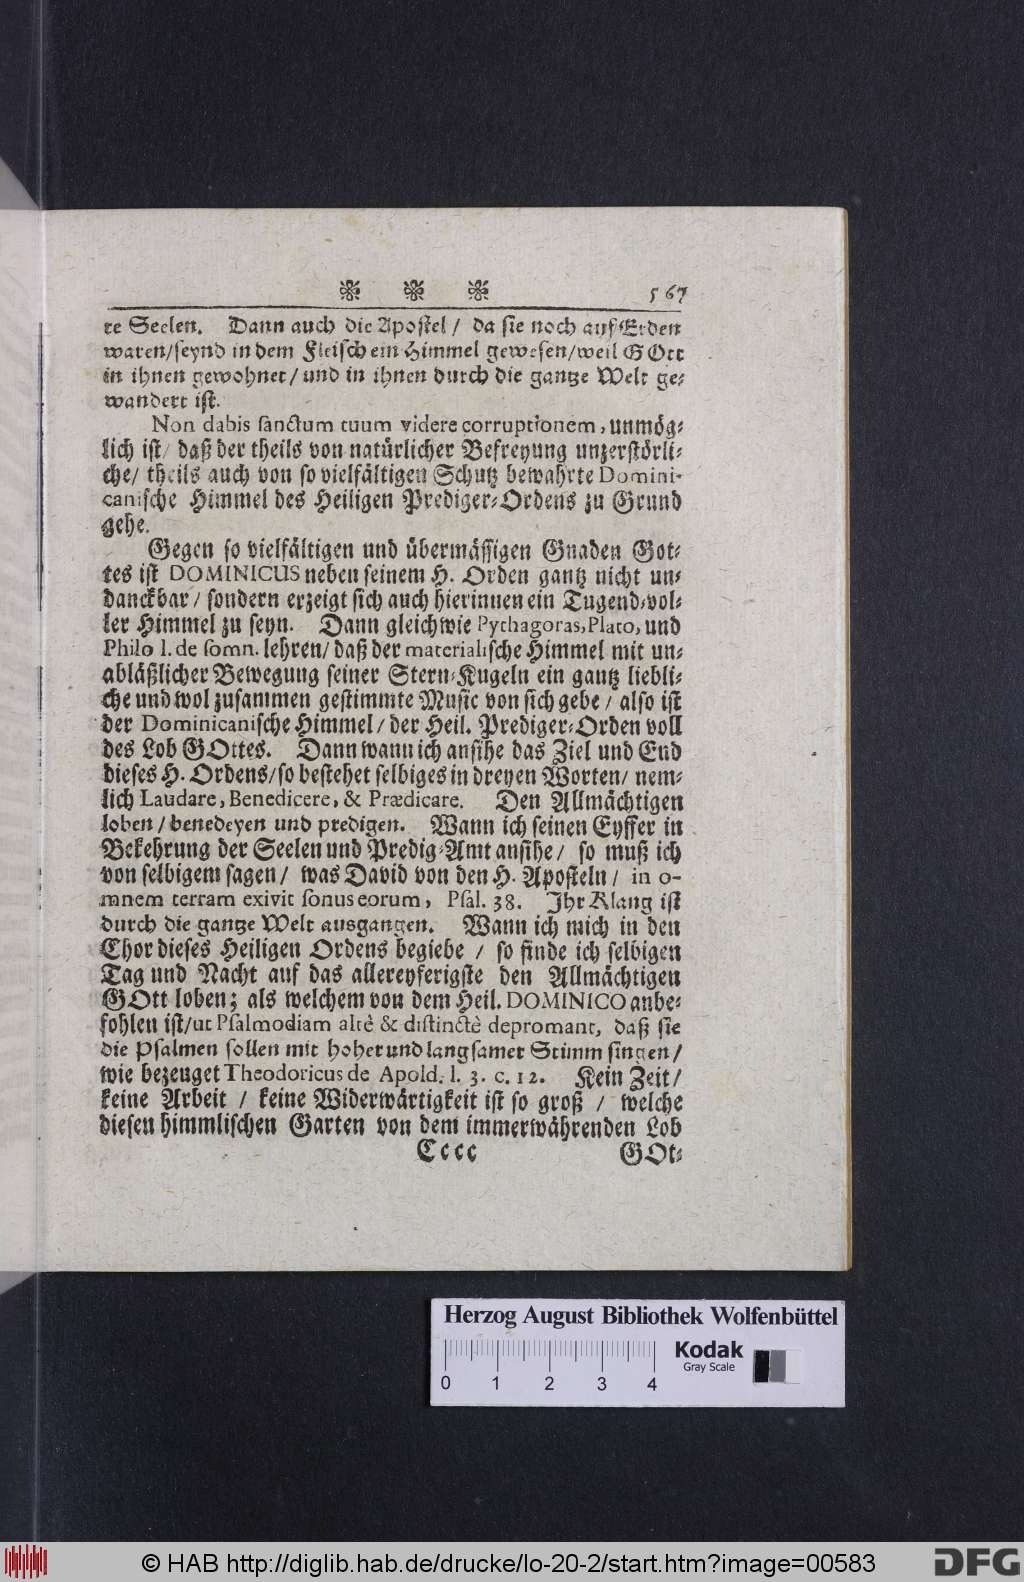 567
re Seelen. Dann auch die Apostel / da sie noch auf Erden
waren/seynd in dem Fleisch ein Himmel gewesen/weil GOtt
in ihnen gewohnet / und in ihnen durch die gantze Welt ge-
wandert ist.
Non dabis sanctum tuum videre corruptionem, unmög-
lich ist/ daß der theils von natürlicher Befreyung unzerstörli-
che/ theils auch von so vielfältigen Schutz bewahrte Domini-
canische Himmel des Heiligen Prediger-Ordens zu Grund
gehe.
Gegen so vielfältigen und übermässigen Gnaden Got-
tes ist DOMINICUS neben seinem H. Orden gantz nicht un-
danckbar / sondern erzeigt sich auch hierinnen ein Tugend-vol-
ler Himmel zu seyn. Dann gleichwie Pythagoras, Plato, und
Philo l. de somn. lehren/ daß der materialische Himmel mit un-
abläßlicher Bewegung seiner Stern-Kugeln ein gantz liebli-
che und wol zusammen gestimmte Music von sich gebe / also ist
der Dominicanische Himmel / der Heil. Prediger-Orden voll
des Lob GOttes. Dann wann ich ansihe das Ziel und End
dieses H. Ordens/so bestehet selbiges in dreyen Worten/ nem-
lich Laudare, Benedicere, & Prædicare. Den Allmächtigen
loben / benedeyen und predigen. Wann ich seinen Eyffer in
Bekehrung der Seelen und Predig-Amt ansihe / so muß ich
von selbigem sagen / was David von den H. Aposteln / in o-
mnem terram exivit sonus eorum, Psal. 38. Ihr Klang ist
durch die gantze Welt ausgangen. Wann ich mich in den
Chor dieses Heiligen Ordens begiebe / so finde ich selbigen
Tag und Nacht auf das allereyferigste den Allmächtigen
GOtt loben; als welchem von dem Heil. DOMINICO anbe-
fohlen ist/ut Psalmodiam altè & distinctè depromant, daß sie
die Psalmen sollen mit hoher und langsamer Stimm singen /
wie bezeuget Theodoricus de Apold. l. 3. c. 12. Kein Zeit /
keine Arbeit / keine Widerwärtigkeit ist so groß / welche
diesen himmlischen Garten von dem immerwährenden Lob
Cccc GOt-
Herzog August Bibliothek Wolfenbüttel
Kodak
Gray Scale
0 1 2 3 4
© HAB http://diglib.hab.de/drucke/lo-20-2/start.htm?image=00583
DFG